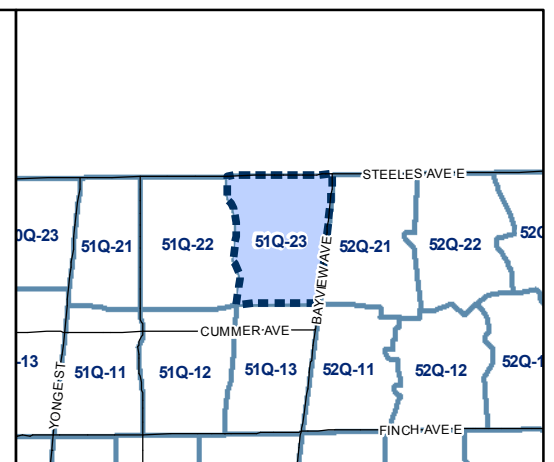 STEELES AVE E
0Q-23
51Q-21
51Q-22
51Q-23
52Q-21
52Q-22
52Q
BAYVIEW AVE
CUMMER AVE
-13
51Q-11
51Q-12
51Q-13
52Q-11
52Q-12
52Q-1
YONGE ST
FINCH AVE E